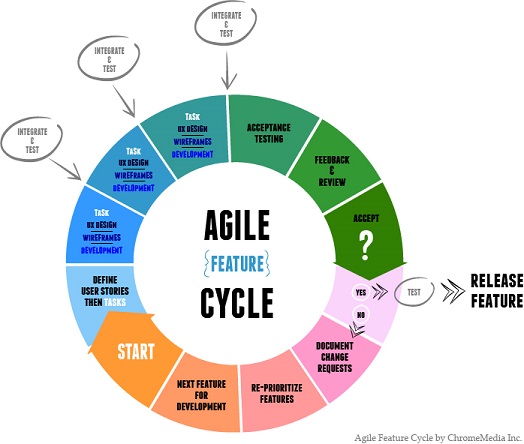 INTEGRATE
&
TEST
INTEGRATE
&
TEST
INTEGRATE
&
TEST
TASK
UX DESIGN
WIREFRAMES
DEVELOPMENT
TASK
UX DESIGN
WIREFRAMES
DEVELOPMENT
TASK
UX DESIGN
WIREFRAMES
DEVELOPMENT
ACCEPTANCE
TESTING
FEEDBACK
&
REVIEW
ACCEPT
?
YES
TEST
RELEASE
FEATURE
NO
DOCUMENT
CHANGE
REQUESTS
RE-PRIORITIZE
FEATURES
NEXT FEATURE
FOR
DEVELOPMENT
START
DEFINE
USER STORIES
THEN TASKS
AGILE
{FEATURE}
CYCLE
Agile Feature Cycle by ChromeMedia Inc.